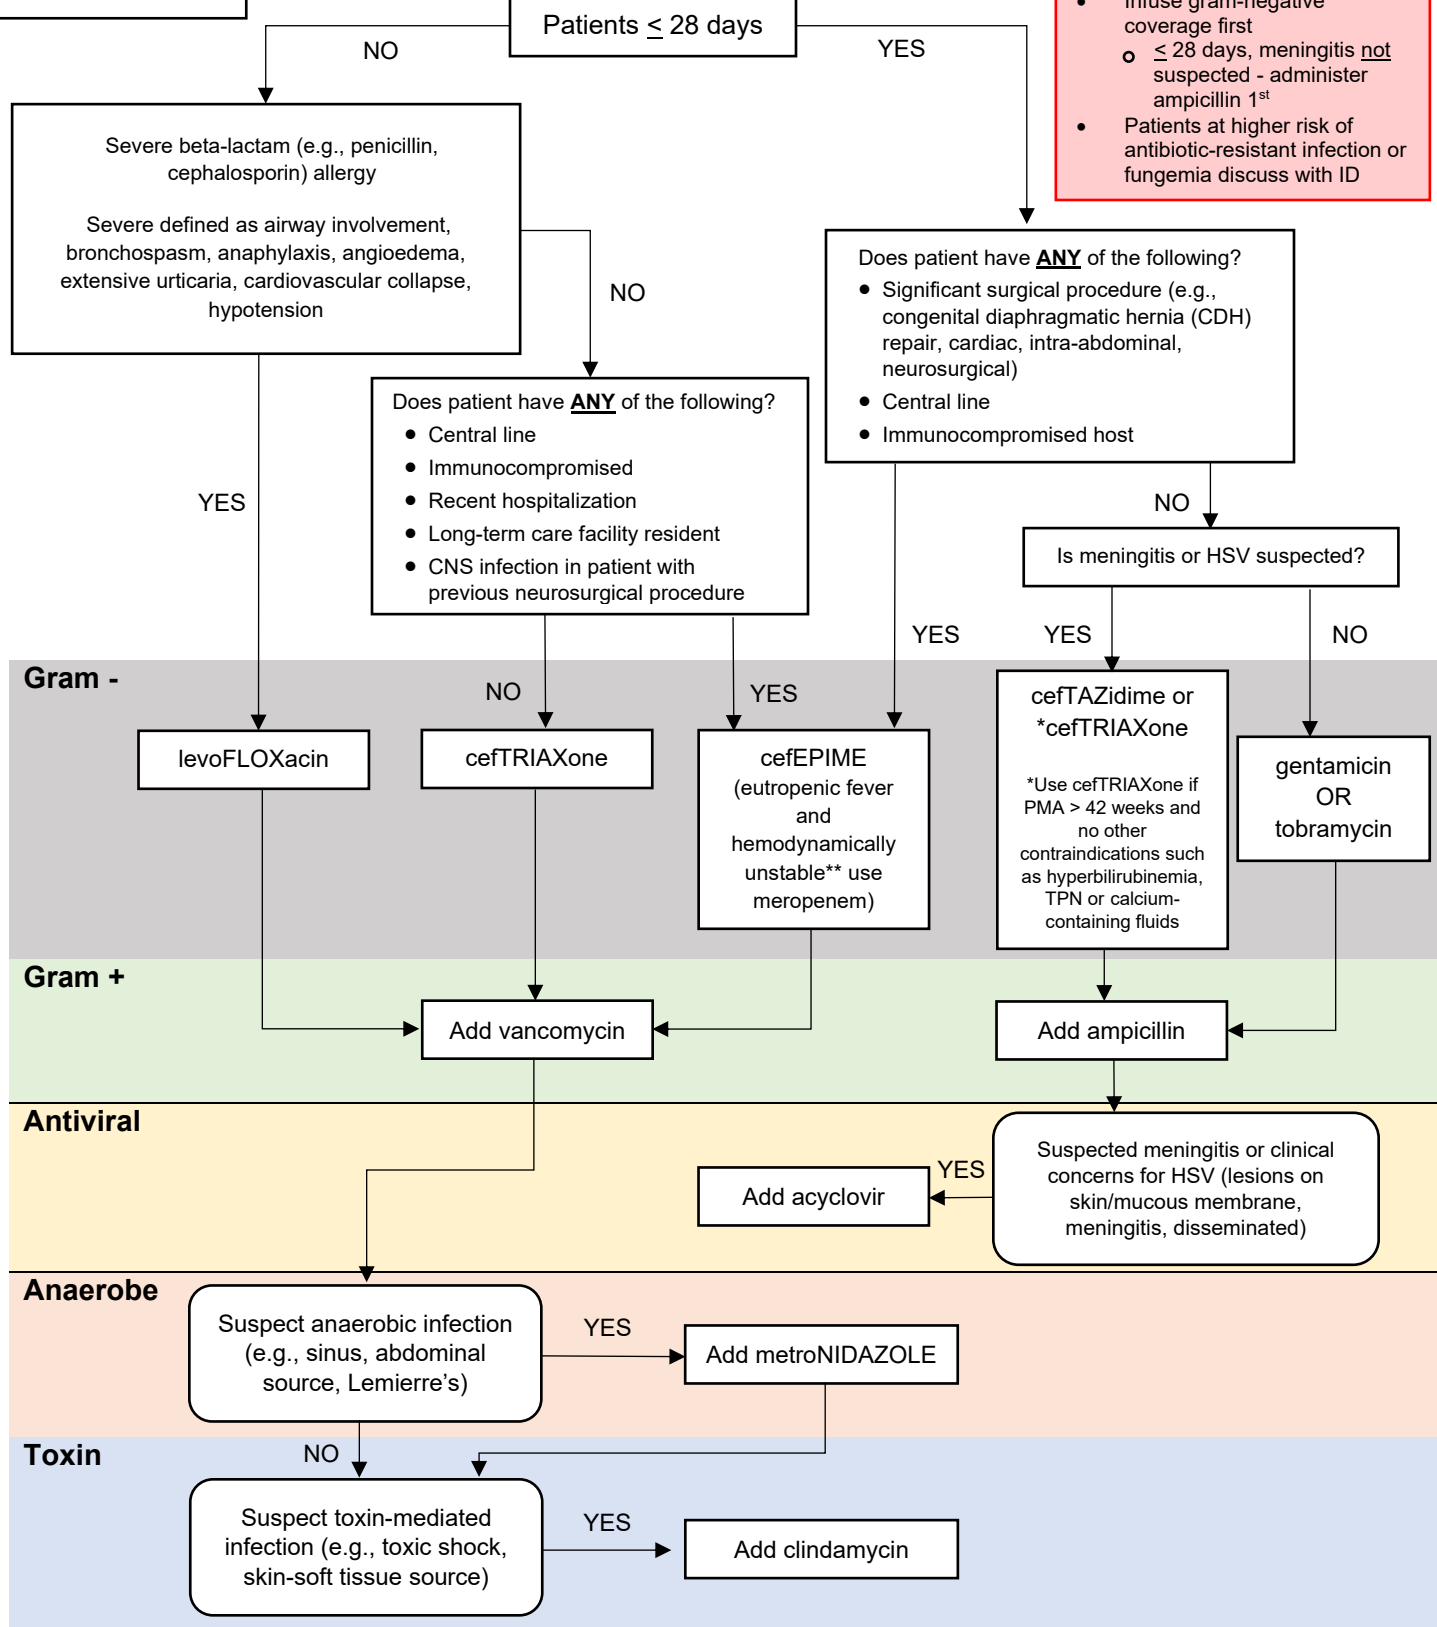 Patients ≤ 28 days
NO
YES
• Infuse gram-negative
coverage first
o ≤ 28 days, meningitis not
suspected - administer
ampicillin 1st
• Patients at higher risk of
antibiotic-resistant infection or
fungemia discuss with ID
Severe beta-lactam (e.g., penicillin,
cephalosporin) allergy
Severe defined as airway involvement,
bronchospasm, anaphylaxis, angioedema,
extensive urticaria, cardiovascular collapse,
hypotension
NO
YES
Does patient have ANY of the following?
• Significant surgical procedure (e.g.,
congenital diaphragmatic hernia (CDH)
repair, cardiac, intra-abdominal,
neurosurgical)
• Central line
• Immunocompromised host
Does patient have ANY of the following?
• Central line
• Immunocompromised
• Recent hospitalization
• Long-term care facility resident
• CNS infection in patient with
previous neurosurgical procedure
NO
Is meningitis or HSV suspected?
YES
YES
NO
Gram -
NO
YES
levoFLOXacin
cefTRIAXone
cefEPIME
(eutropenic fever
and
hemodynamically
unstable** use
meropenem)
cefTAZidime or
*cefTRIAXone
*Use cefTRIAXone if
PMA > 42 weeks and
no other
contraindications such
as hyperbilirubinemia,
TPN or calcium-
containing fluids
gentamicin
OR
tobramycin
Gram +
Add vancomycin
Add ampicillin
Antiviral
Suspected meningitis or clinical
concerns for HSV (lesions on
skin/mucous membrane,
meningitis, disseminated)
YES
Add acyclovir
Anaerobe
Suspect anaerobic infection
(e.g., sinus, abdominal
source, Lemierre's)
YES
Add metroNIDAZOLE
NO
Toxin
Suspect toxin-mediated
infection (e.g., toxic shock,
skin-soft tissue source)
YES
Add clindamycin